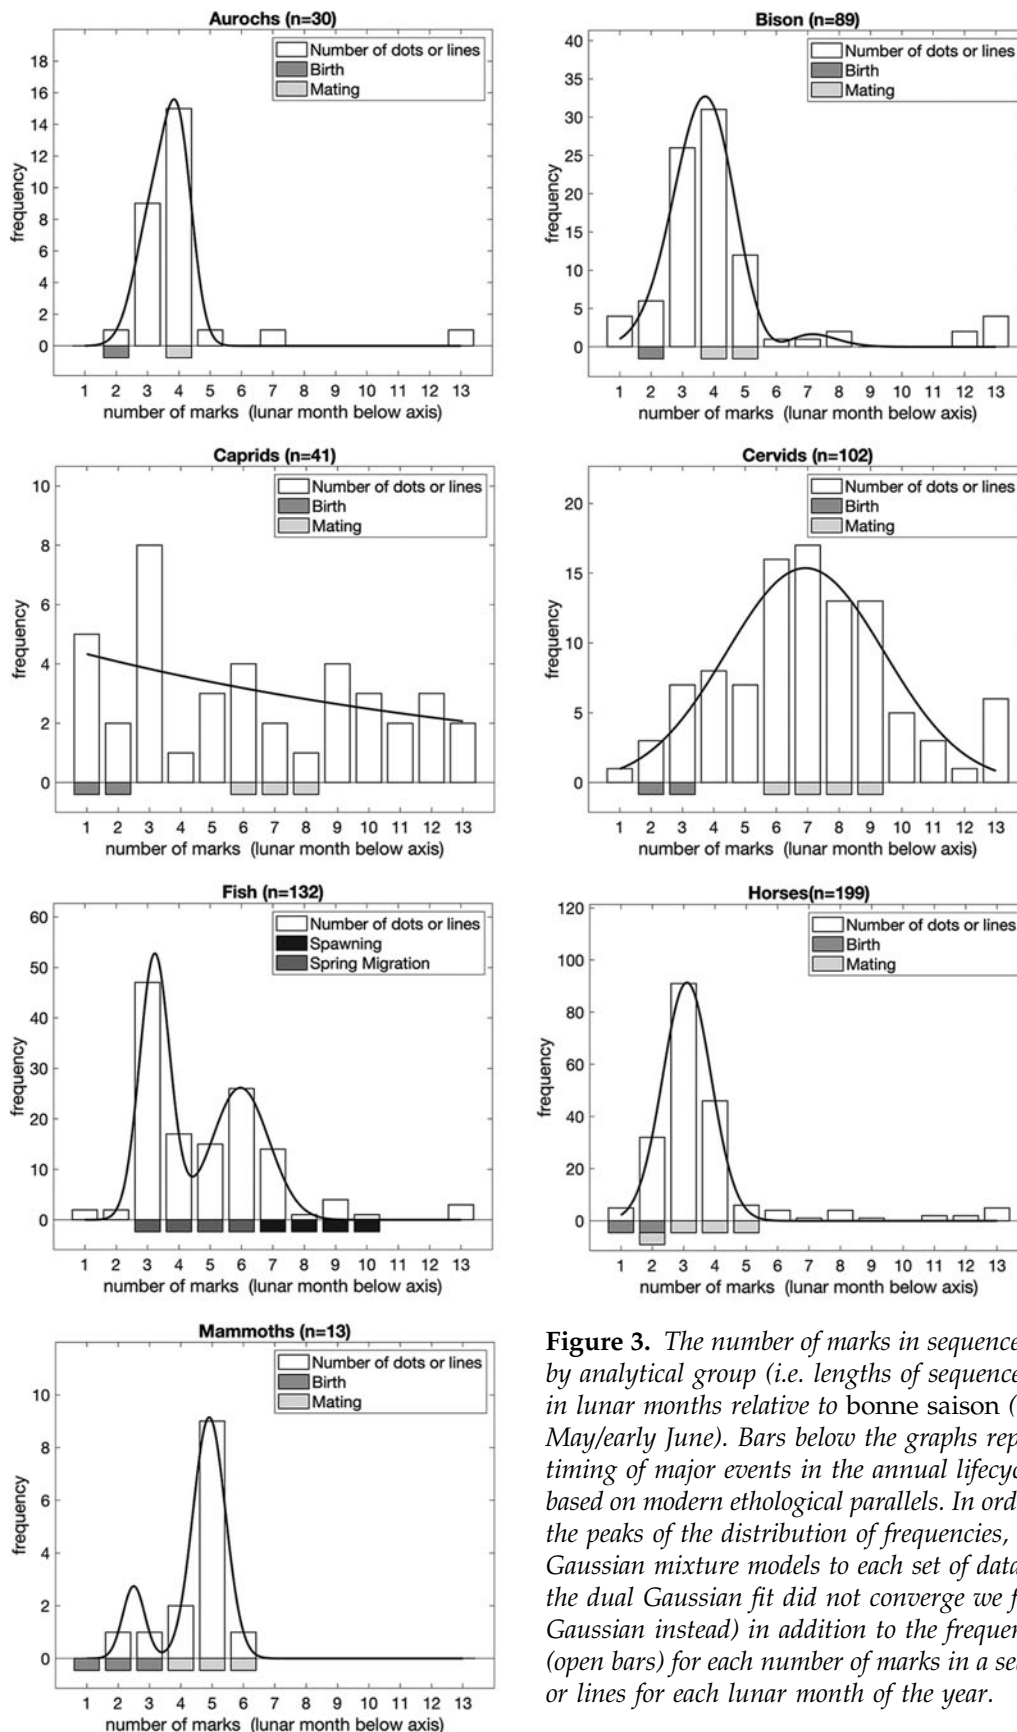 Aurochs (n=30)
Number of dots or lines
Birth
Mating
18
16
14
12
10
8
6
4
2
0
frequency
1 2 3 4 5 6 7 8 9 10 11 12 13
number of marks (lunar month below axis)
Bison (n=89)
Number of dots or lines
Birth
Mating
40
35
30
25
20
15
10
5
0
frequency
1 2 3 4 5 6 7 8 9 10 11 12 13
number of marks (lunar month below axis)
Caprids (n=41)
Number of dots or lines
Birth
Mating
10
8
6
4
2
0
frequency
1 2 3 4 5 6 7 8 9 10 11 12 13
number of marks (lunar month below axis)
Cervids (n=102)
Number of dots or lines
Birth
Mating
20
15
10
5
0
frequency
1 2 3 4 5 6 7 8 9 10 11 12 13
number of marks (lunar month below axis)
Fish (n=132)
Number of dots or lines
Spawning
Spring Migration
60
50
40
30
20
10
0
frequency
1 2 3 4 5 6 7 8 9 10 11 12 13
number of marks (lunar month below axis)
Horses(n=199)
Number of dots or lines
Birth
Mating
120
100
80
60
40
20
0
frequency
1 2 3 4 5 6 7 8 9 10 11 12 13
number of marks (lunar month below axis)
Mammoths (n=13)
Number of dots or lines
Birth
Mating
10
8
6
4
2
0
frequency
1 2 3 4 5 6 7 8 9 10 11 12 13
number of marks (lunar month below axis)
Figure 3. The number of marks in sequence
by analytical group (i.e. lengths of sequence
in lunar months relative to bonne saison (
May/early June). Bars below the graphs rep
timing of major events in the annual lifecyc
based on modern ethological parallels. In ord
the peaks of the distribution of frequencies,
Gaussian mixture models to each set of data
the dual Gaussian fit did not converge we f
Gaussian instead) in addition to the frequen
(open bars) for each number of marks in a se
or lines for each lunar month of the year.